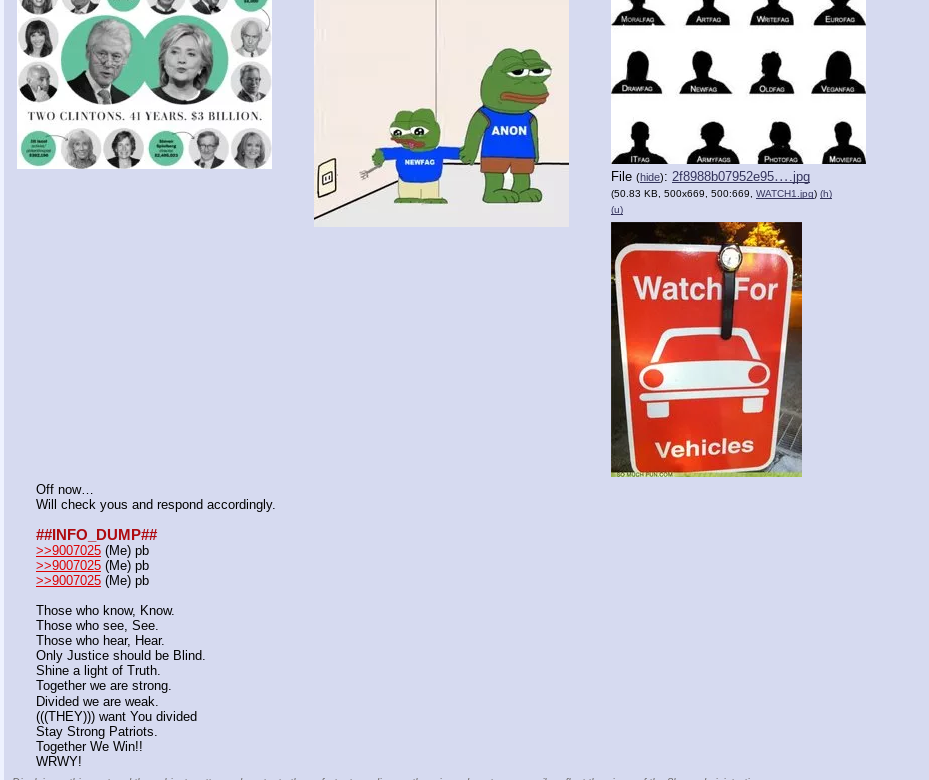 TWO CLINTONS. 41 YEARS. $3 BILLION.
NEWFAG
ANON
MORALFAG ARTFAG WRITEFAG EUROFAG
DRAWFAG NEWFAG OLDFAG VEGANFAG
ITFAG ARMYFAGS PHOTOFAG MOVIEFAG
File (hide): 2f8988b07952e95….jpg
(50.83 KB, 500x669, 500:669, WATCH1.jpg) (h)
(u)
Watch For
Vehicles
SO MUCH PUN.COM
Off now…
Will check yous and respond accordingly.
##INFO_DUMP##
>>9007025 (Me) pb
>>9007025 (Me) pb
>>9007025 (Me) pb
Those who know, Know.
Those who see, See.
Those who hear, Hear.
Only Justice should be Blind.
Shine a light of Truth.
Together we are strong.
Divided we are weak.
(((THEY))) want You divided
Stay Strong Patriots.
Together We Win!!
WRWY!